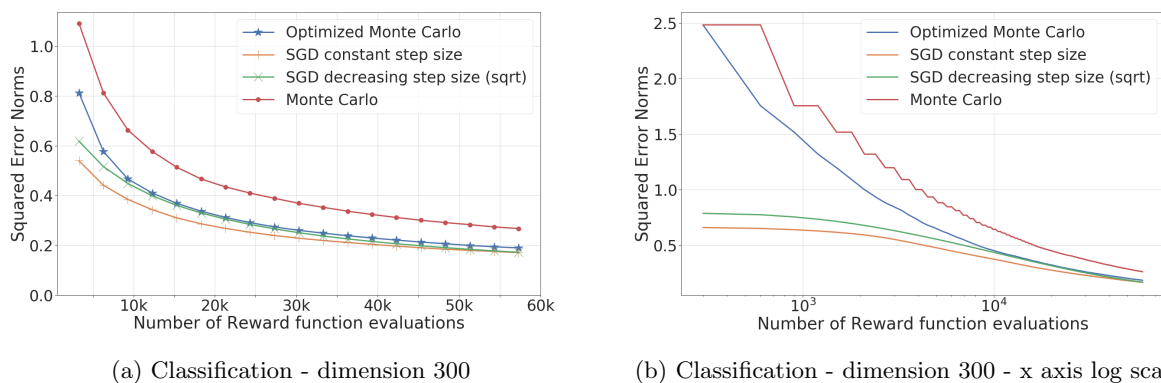 Squared Error Norms
1.0
0.8
0.6
0.4
0.2
0.0
10k 20k 30k 40k 50k 60k
Number of Reward function evaluations
Optimized Monte Carlo
SGD constant step size
SGD decreasing step size (sqrt)
Monte Carlo
(a) Classification - dimension 300
Squared Error Norms
2.5
2.0
1.5
1.0
0.5
10³ 10⁴
Number of Reward function evaluations
Optimized Monte Carlo
SGD constant step size
SGD decreasing step size (sqrt)
Monte Carlo
(b) Classification - dimension 300 - x axis log sca